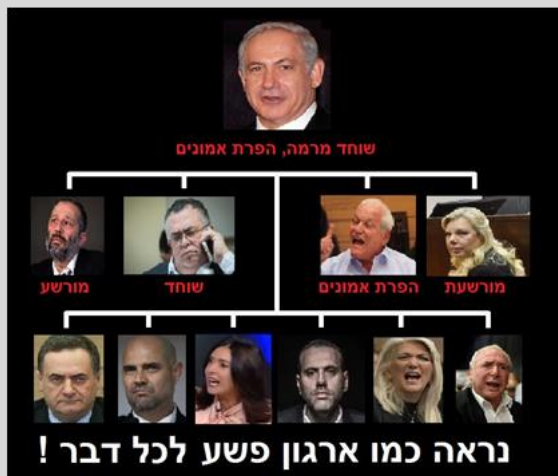 שוחד מרמה, הפרת אמונים
מורשע
שוחד
הפרת אמונים
מורשעת
נראה כמו ארגון פשע לכל דבר !